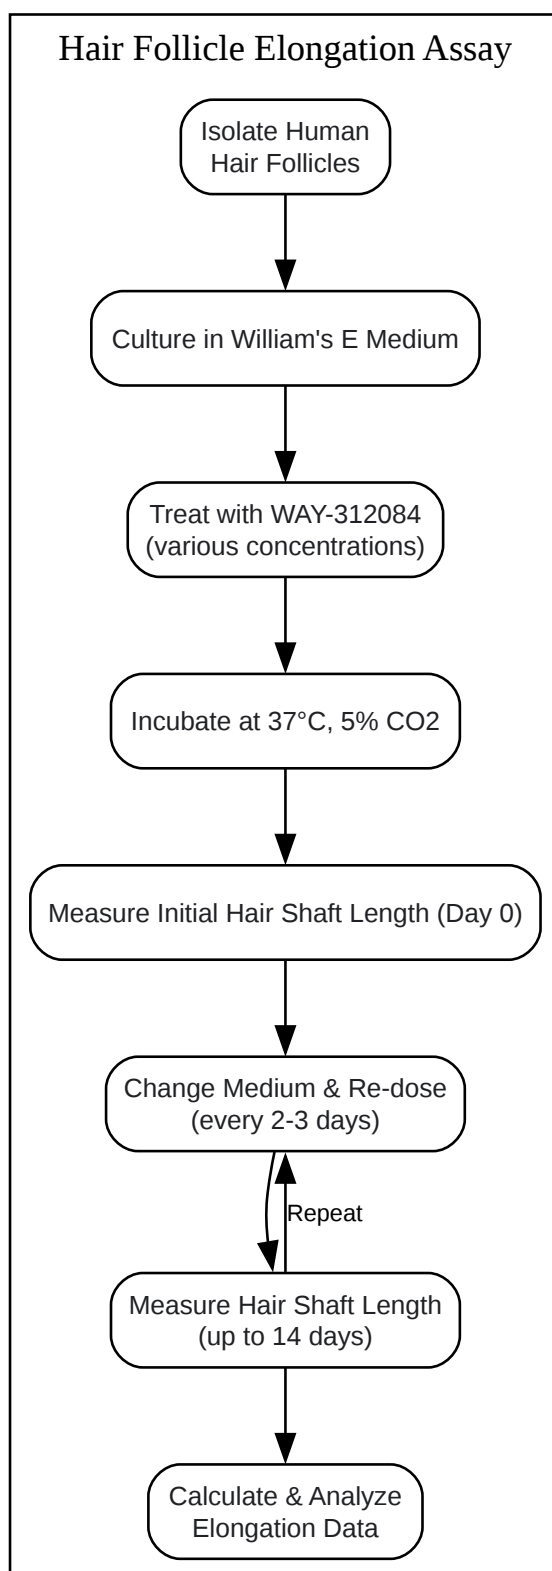 Hair Follicle Elongation Assay
Isolate Human
Hair Follicles
Culture in William's E Medium
Treat with WAY-312084
(various concentrations)
Incubate at 37°C, 5% CO2
Measure Initial Hair Shaft Length (Day 0)
Change Medium & Re-dose
(every 2-3 days)
Repeat
Measure Hair Shaft Length
(up to 14 days)
Calculate & Analyze
Elongation Data